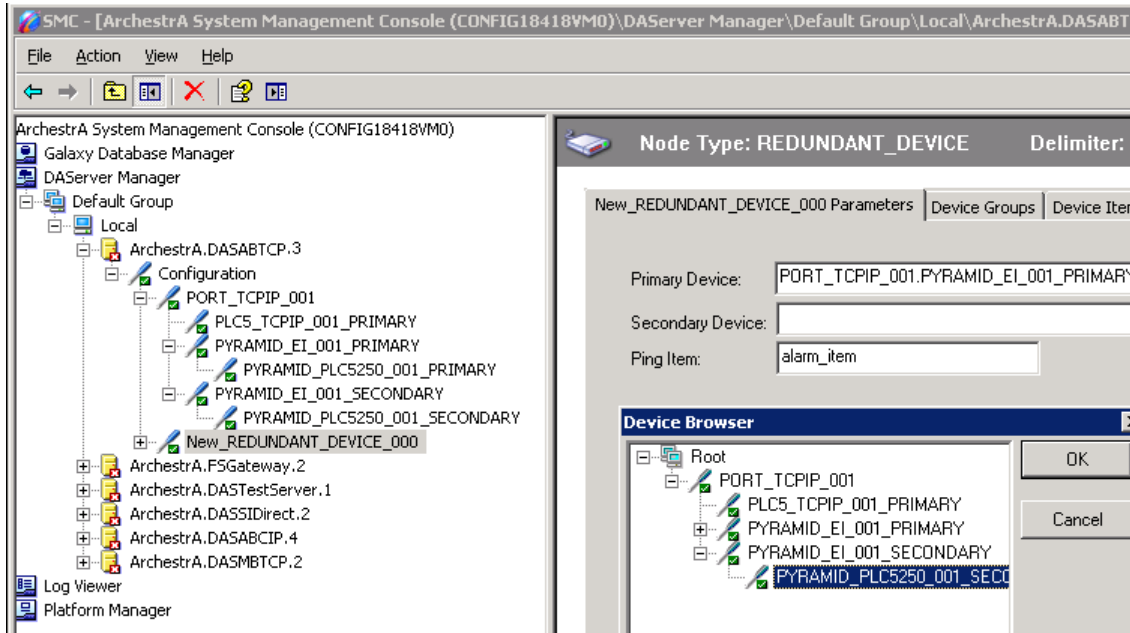 SMC - [ArchestrA System Management Console (CONFIG18418VM0)\DAServer Manager\Default Group\Local\ArchestrA.DASABT
File Action View Help
ArchestrA System Management Console (CONFIG18418VM0)
Galaxy Database Manager
DAServer Manager
Default Group
Local
ArchestrA.DASABTCP.3
Configuration
PORT_TCPIP_001
PLC5_TCPIP_001_PRIMARY
PYRAMID_EI_001_PRIMARY
PYRAMID_PLC5250_001_PRIMARY
PYRAMID_EI_001_SECONDARY
PYRAMID_PLC5250_001_SECONDARY
New_REDUNDANT_DEVICE_000
ArchestrA.FSGateway.2
ArchestrA.DASTestServer.1
ArchestrA.DASSIDirect.2
ArchestrA.DASABCIP.4
ArchestrA.DASMBTCP.2
Log Viewer
Platform Manager
Node Type: REDUNDANT_DEVICE Delimiter:
New_REDUNDANT_DEVICE_000 Parameters Device Groups Device Iter
Primary Device: PORT_TCPIP_001.PYRAMID_EI_001_PRIMARY
Secondary Device:
Ping Item: alarm_item
Device Browser
Root
PORT_TCPIP_001
PLC5_TCPIP_001_PRIMARY
PYRAMID_EI_001_PRIMARY
PYRAMID_EI_001_SECONDARY
PYRAMID_PLC5250_001_SECO
OK
Cancel